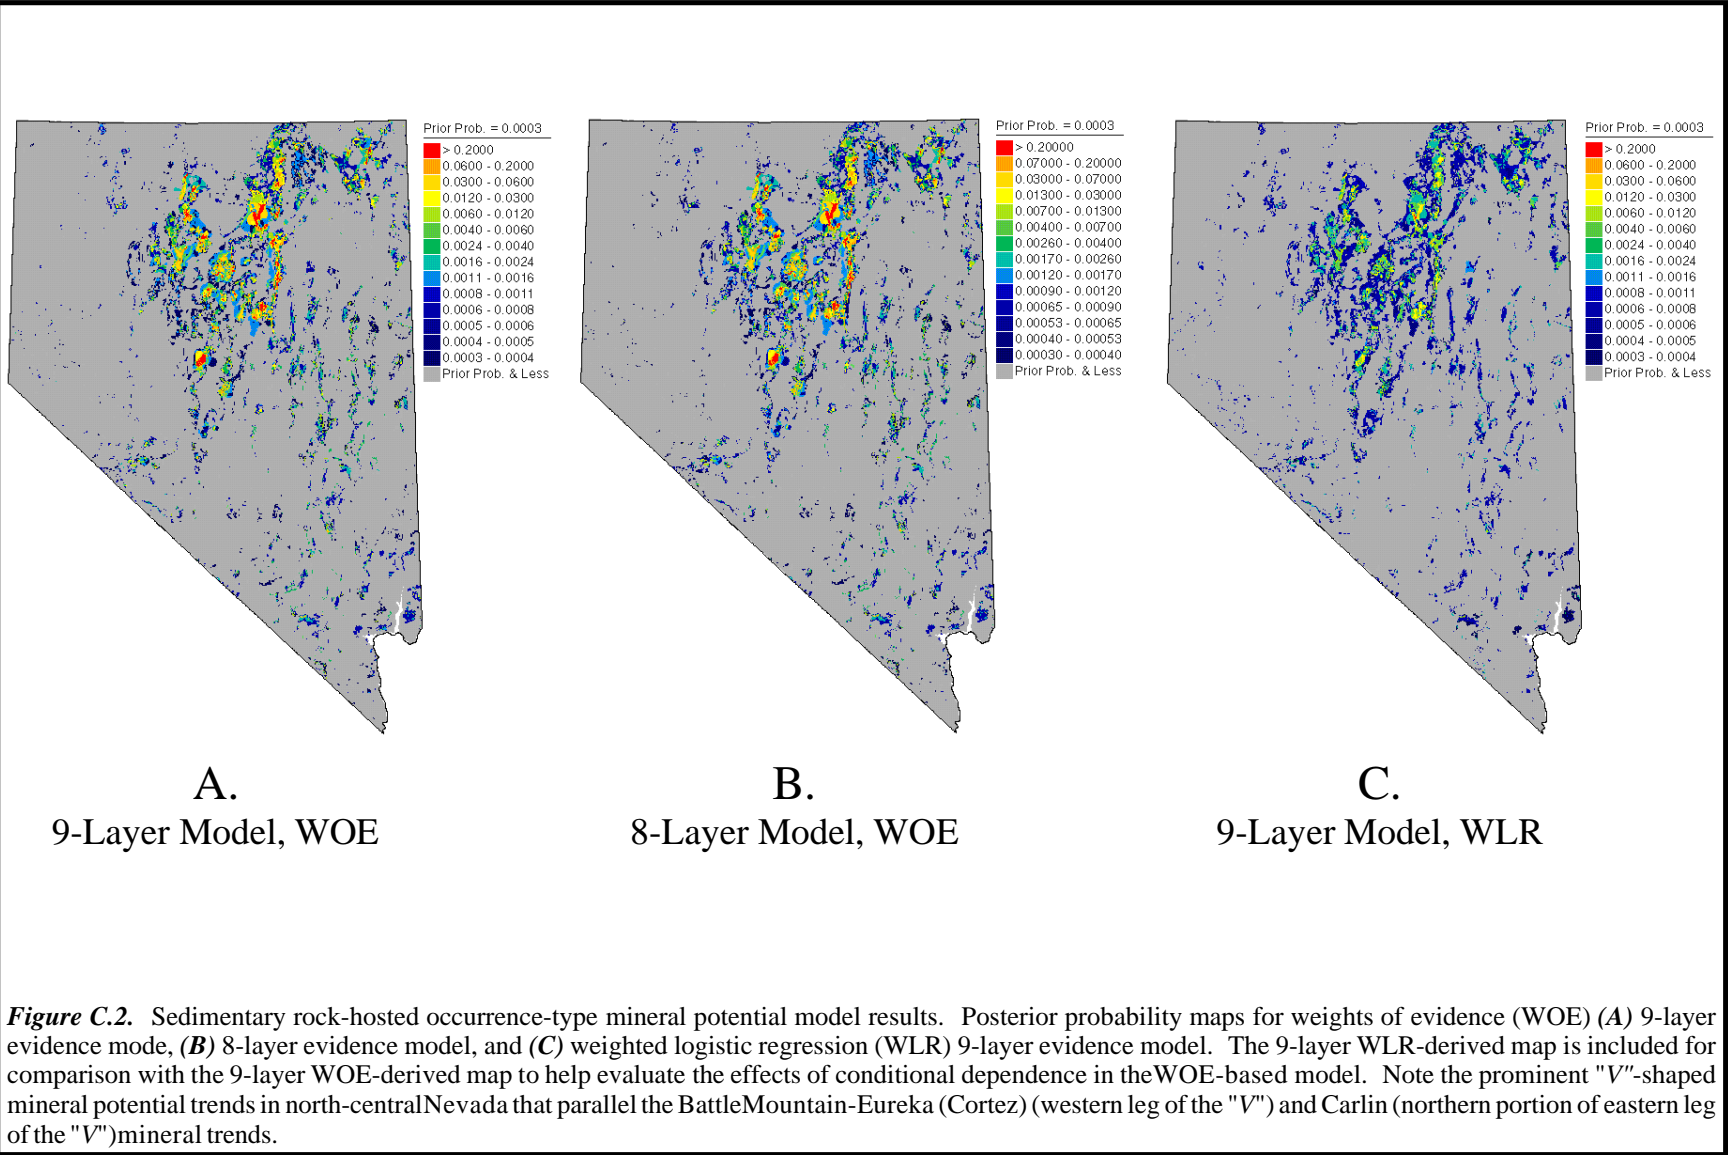 Prior Prob. = 0.0003
> 0.2000
0.0600 - 0.2000
0.0300 - 0.0600
0.0120 - 0.0300
0.0060 - 0.0120
0.0040 - 0.0060
0.0024 - 0.0040
0.0016 - 0.0024
0.0011 - 0.0016
0.0008 - 0.0011
0.0006 - 0.0008
0.0005 - 0.0006
0.0004 - 0.0005
0.0003 - 0.0004
Prior Prob. & Less
Prior Prob. = 0.0003
> 0.20000
0.07000 - 0.20000
0.03000 - 0.07000
0.01300 - 0.03000
0.00700 - 0.01300
0.00400 - 0.00700
0.00260 - 0.00400
0.00170 - 0.00260
0.00120 - 0.00170
0.00090 - 0.00120
0.00065 - 0.00090
0.00053 - 0.00065
0.00040 - 0.00053
0.00030 - 0.00040
Prior Prob. & Less
Prior Prob. = 0.0003
> 0.2000
0.0600 - 0.2000
0.0300 - 0.0600
0.0120 - 0.0300
0.0060 - 0.0120
0.0040 - 0.0060
0.0024 - 0.0040
0.0016 - 0.0024
0.0011 - 0.0016
0.0008 - 0.0011
0.0006 - 0.0008
0.0005 - 0.0006
0.0004 - 0.0005
0.0003 - 0.0004
Prior Prob. & Less
A.
9-Layer Model, WOE
B.
8-Layer Model, WOE
C.
9-Layer Model, WLR
Figure C.2. Sedimentary rock-hosted occurrence-type mineral potential model results. Posterior probability maps for weights of evidence (WOE) (A) 9-layer
evidence mode, (B) 8-layer evidence model, and (C) weighted logistic regression (WLR) 9-layer evidence model. The 9-layer WLR-derived map is included for
comparison with the 9-layer WOE-derived map to help evaluate the effects of conditional dependence in theWOE-based model. Note the prominent "V"-shaped
mineral potential trends in north-centralNevada that parallel the BattleMountain-Eureka (Cortez) (western leg of the "V") and Carlin (northern portion of eastern leg
of the "V")mineral trends.